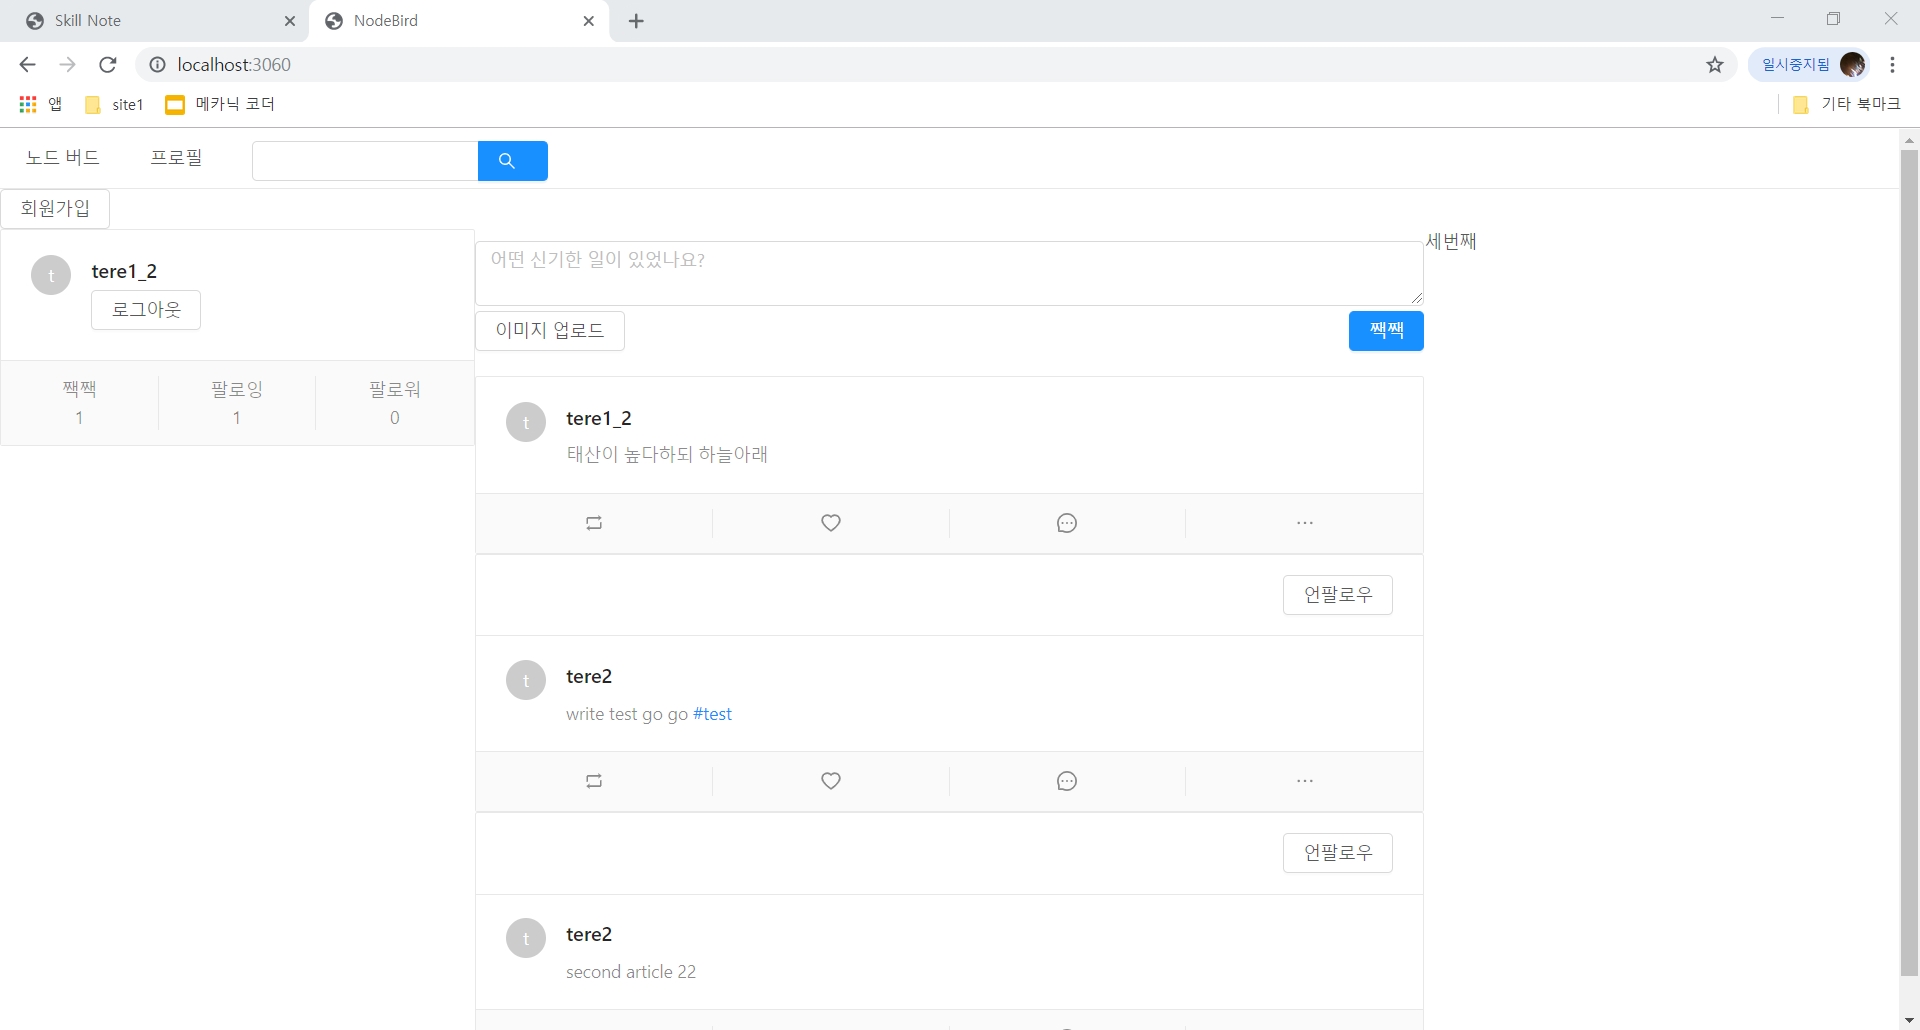 Skill Note
NodeBird
localhost:3060
일시중지됨
앱
site1
메카닉 코더
기타 북마크
노드 버드
프로필
회원가입
t
tere1_2
로그아웃
짹짹
1
팔로잉
1
팔로워
0
어떤 신기한 일이 있었나요?
이미지 업로드
짹짹
세번째
t
tere1_2
태산이 높다하되 하늘아래
언팔로우
t
tere2
write test go go #test
언팔로우
t
tere2
second article 22